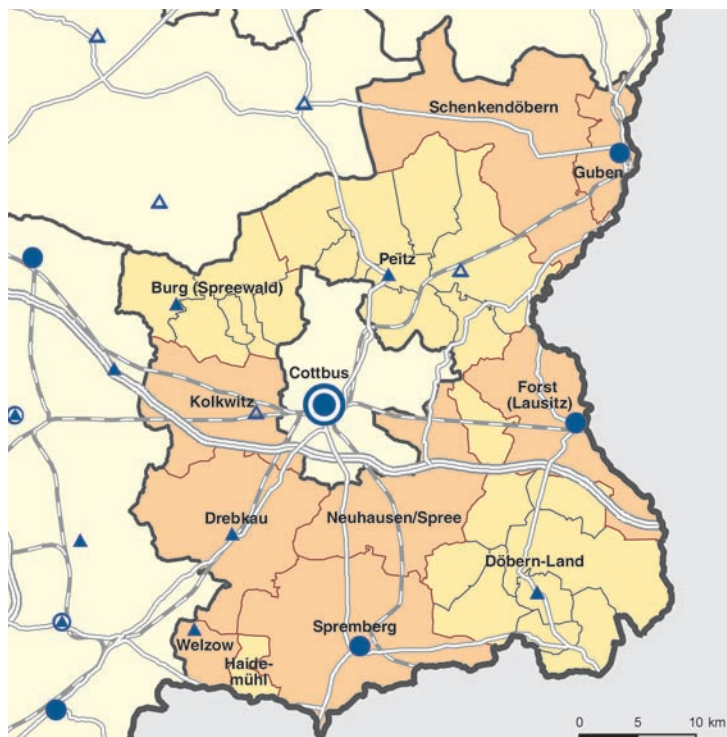 Schenkendöbern
Guben
Peitz
Burg (Spreewald)
Cottbus
Forst
(Lausitz)
Kolkwitz
Drebkau
Neuhausen/Spree
Döbern-Land
Spremberg
Welzow
Haide-
mühl
0 5 10 km